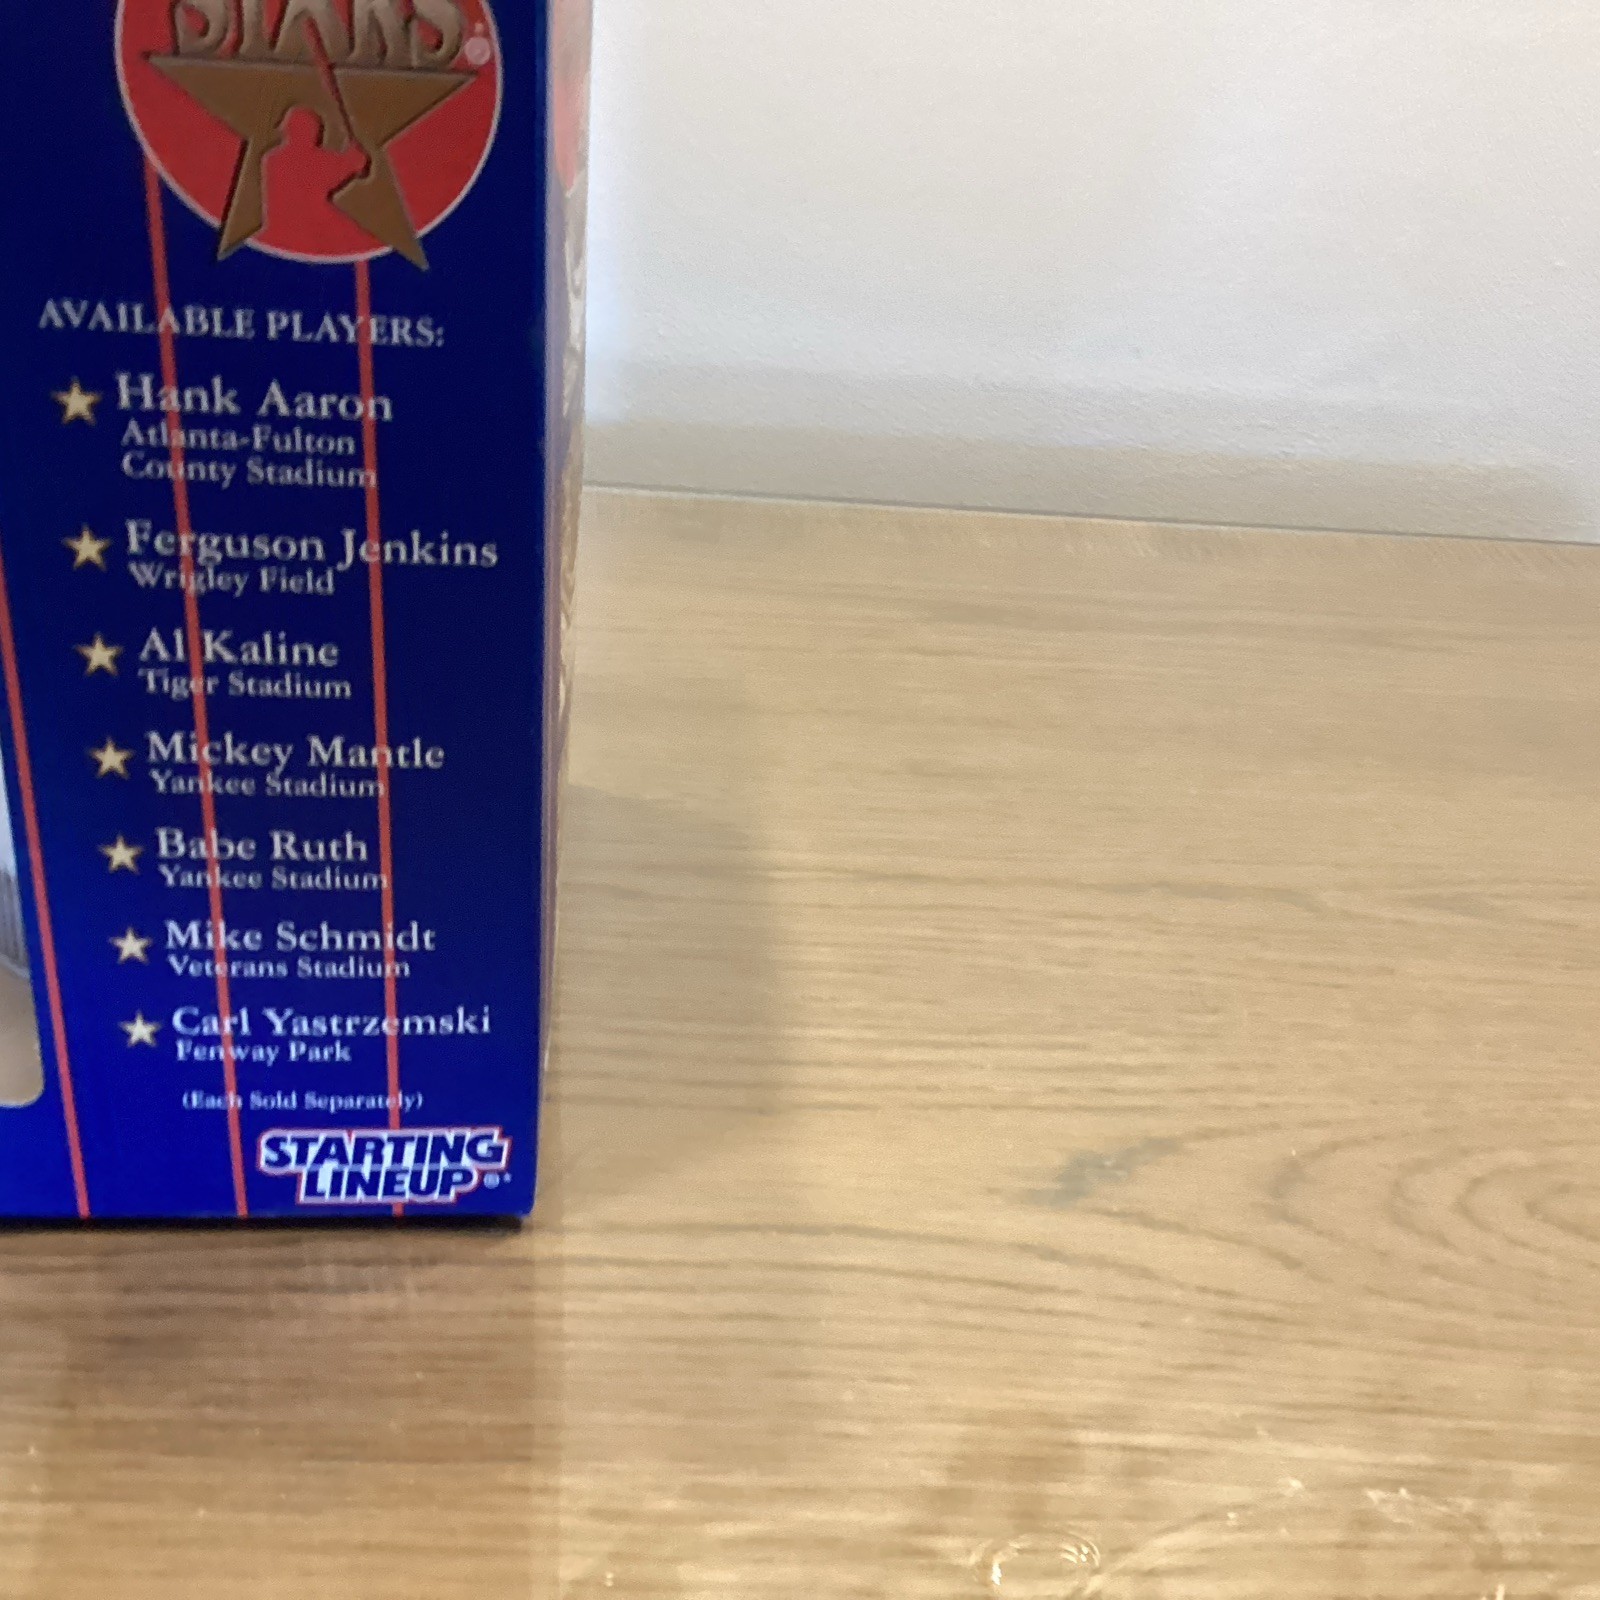 STARS®
AVAILABLE PLAYERS:
Hank Aaron
Atlanta-Fulton
County Stadium
Ferguson Jenkins
Wrigley Field
Al Kaline
Tiger Stadium
Mickey Mantle
Yankee Stadium
Babe Ruth
Yankee Stadium
Mike Schmidt
Veterans Stadium
Carl Yastrzemski
Fenway Park
(Each Sold Separately)
STARTING
LINEUP®